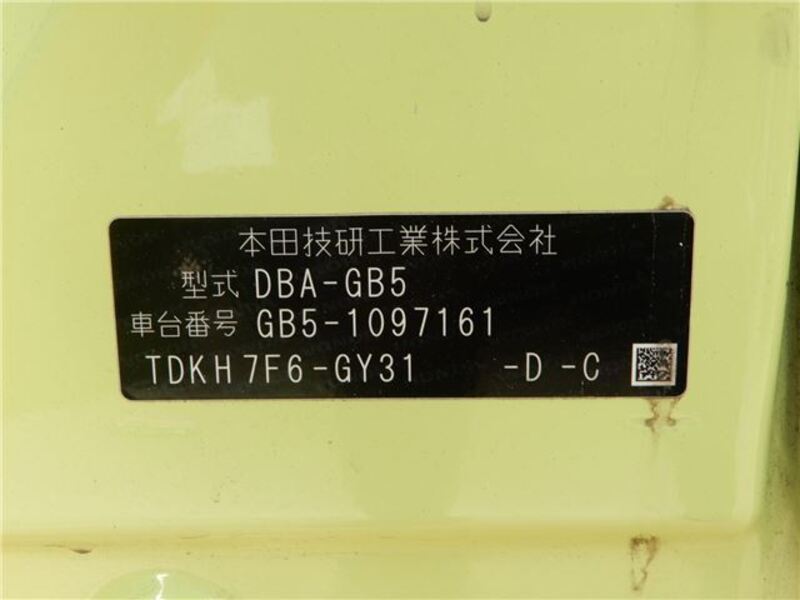 本田技研工業株式会社
型式 DBA-GB5
車台番号 GB5-1097161
TDKH7F6-GY31 -D -C